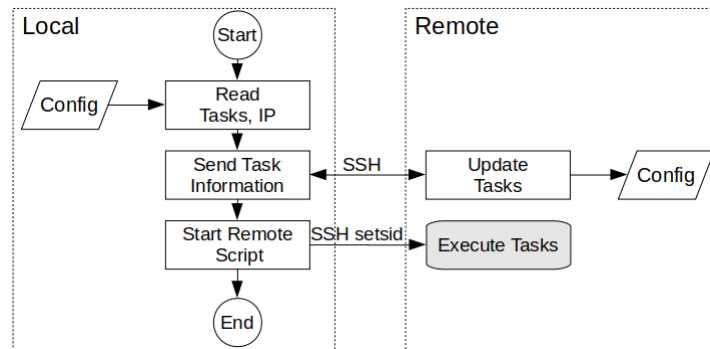 Local
Remote
Start
Config
Read
Tasks, IP
Send Task
Information
SSH
Update
Tasks
Config
Start Remote
Script
SSH setsid
Execute Tasks
End